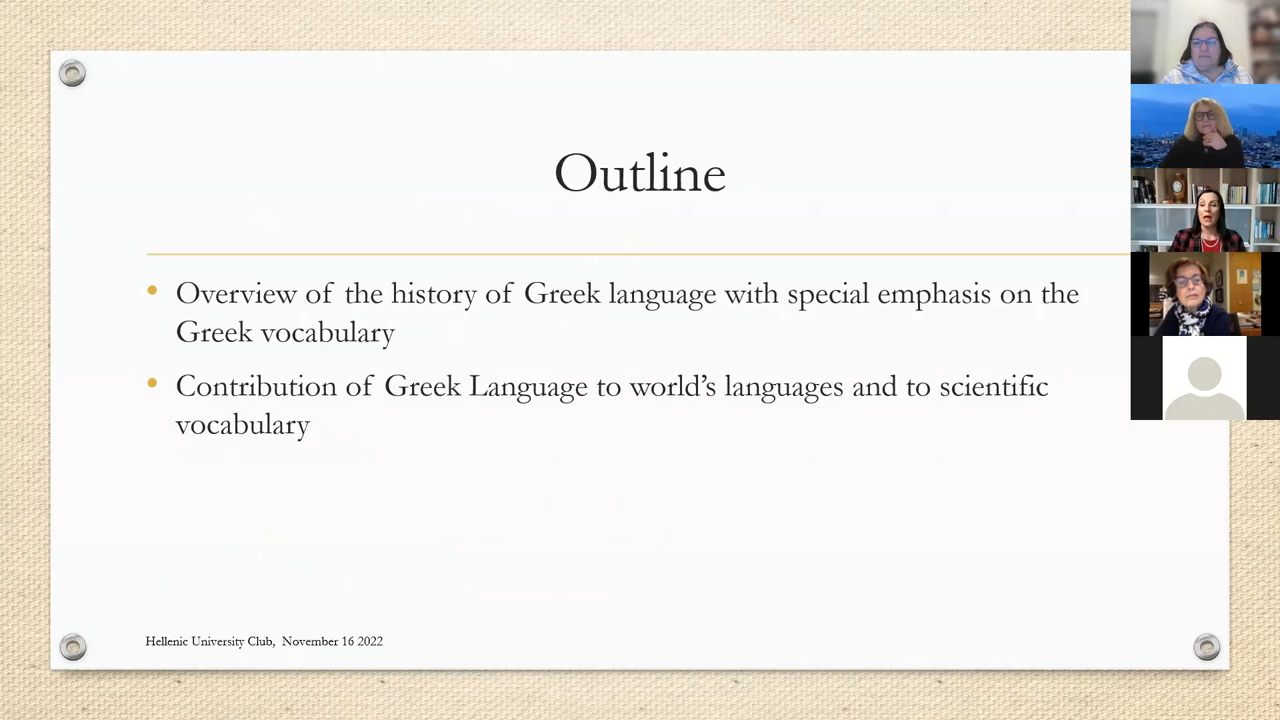 Outline
• Overview of the history of Greek language with special emphasis on the
Greek vocabulary
• Contribution of Greek Language to world’s languages and to scientific
vocabulary
Hellenic University Club, November 16 2022